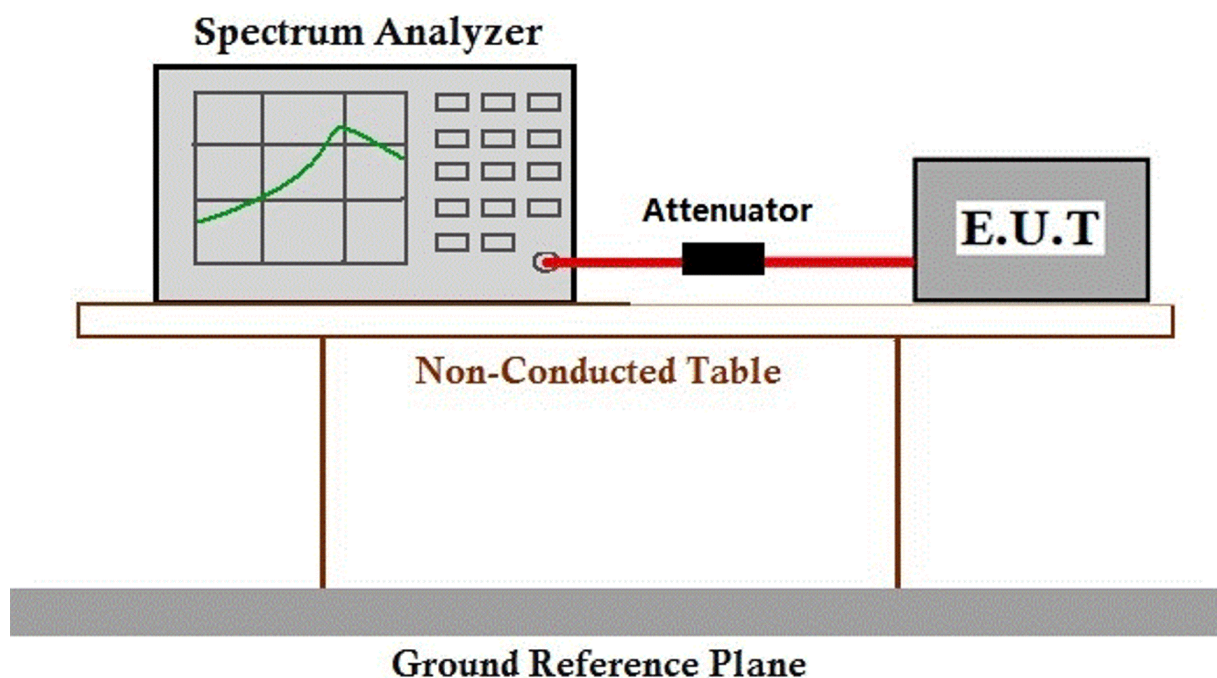 Spectrum Analyzer
Attenuator
E.U.T
Non-Conducted Table
Ground Reference Plane